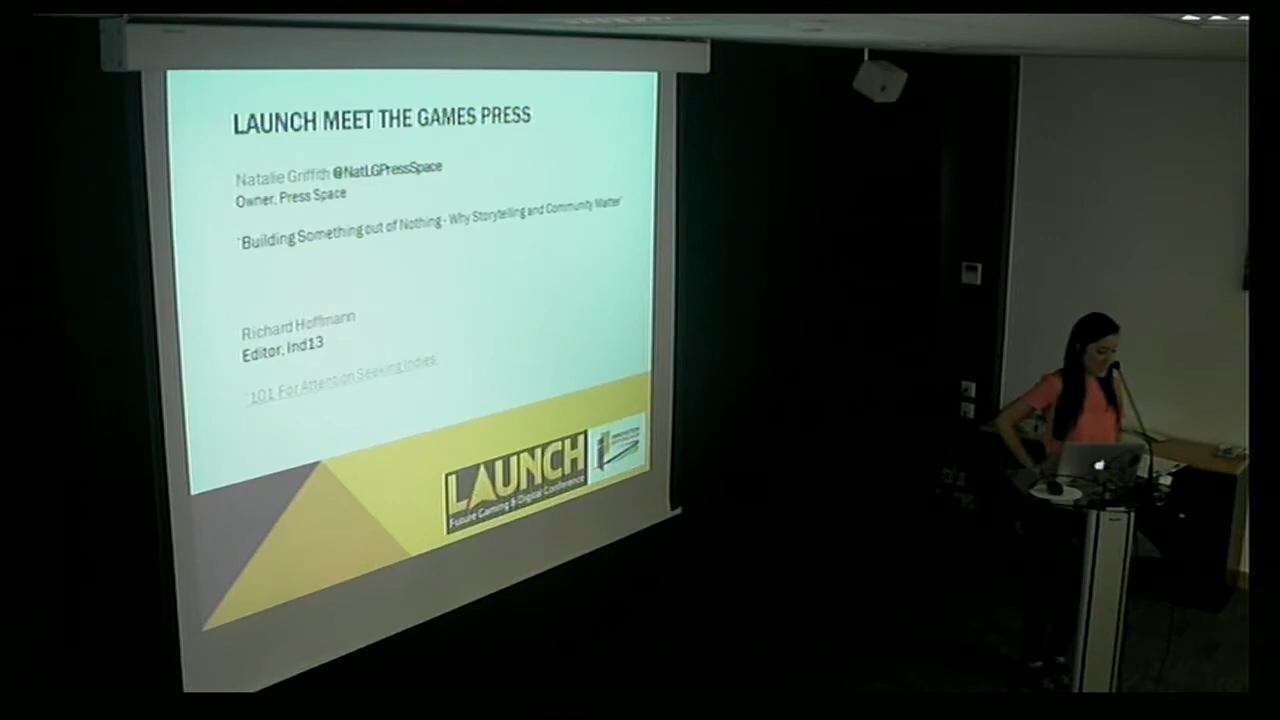 LAUNCH MEET THE GAMES PRESS
Natalie Griffith @NatLGPressSpace
Owner, Press Space
'Building Something out of Nothing - Why Storytelling and Community Matter'
Richard Hoffmann
Editor, Ind13
'101 For Attention Seeking Indies
LAUNCH
Future Gaming & Digital Conference